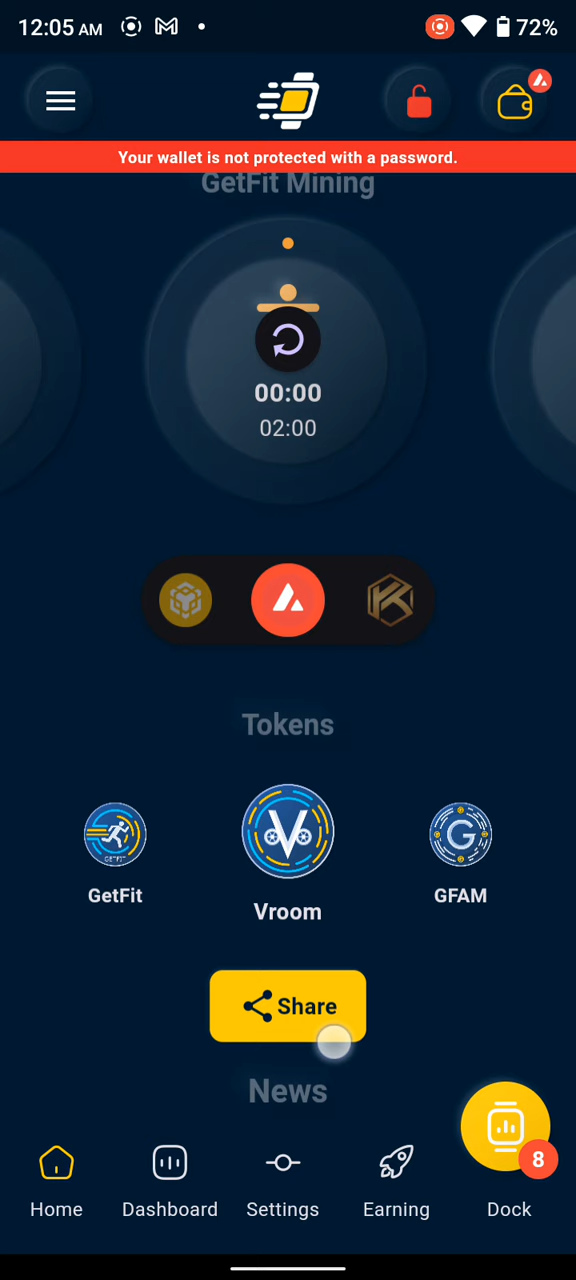 12:05 AM
72%
Your wallet is not protected with a password.
GetFit Mining
00:00
02:00
Tokens
GETFIT
GetFit
Vroom
GFAM
Share
News
8
Home
Dashboard
Settings
Earning
Dock